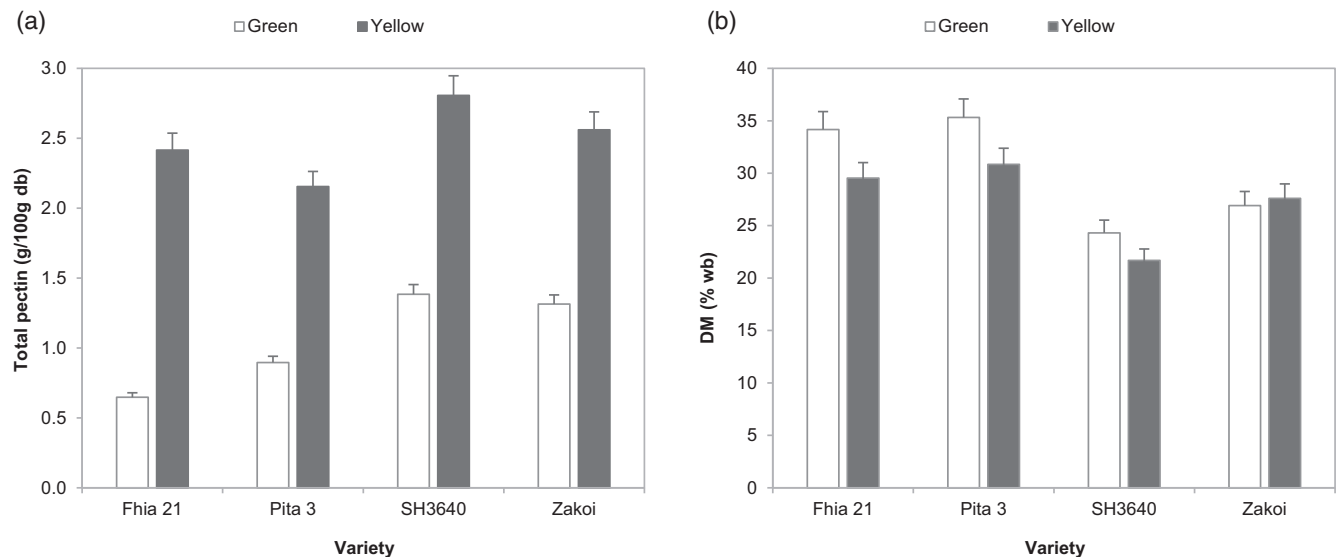 (a)
Green Yellow
Total pectin (g/100g db)
3.0
2.5
2.0
1.5
1.0
0.5
0.0
Fhia 21 Pita 3 SH3640 Zakoi
Variety
(b)
Green Yellow
DM (% wb)
40
35
30
25
20
15
10
5
0
Fhia 21 Pita 3 SH3640 Zakoi
Variety